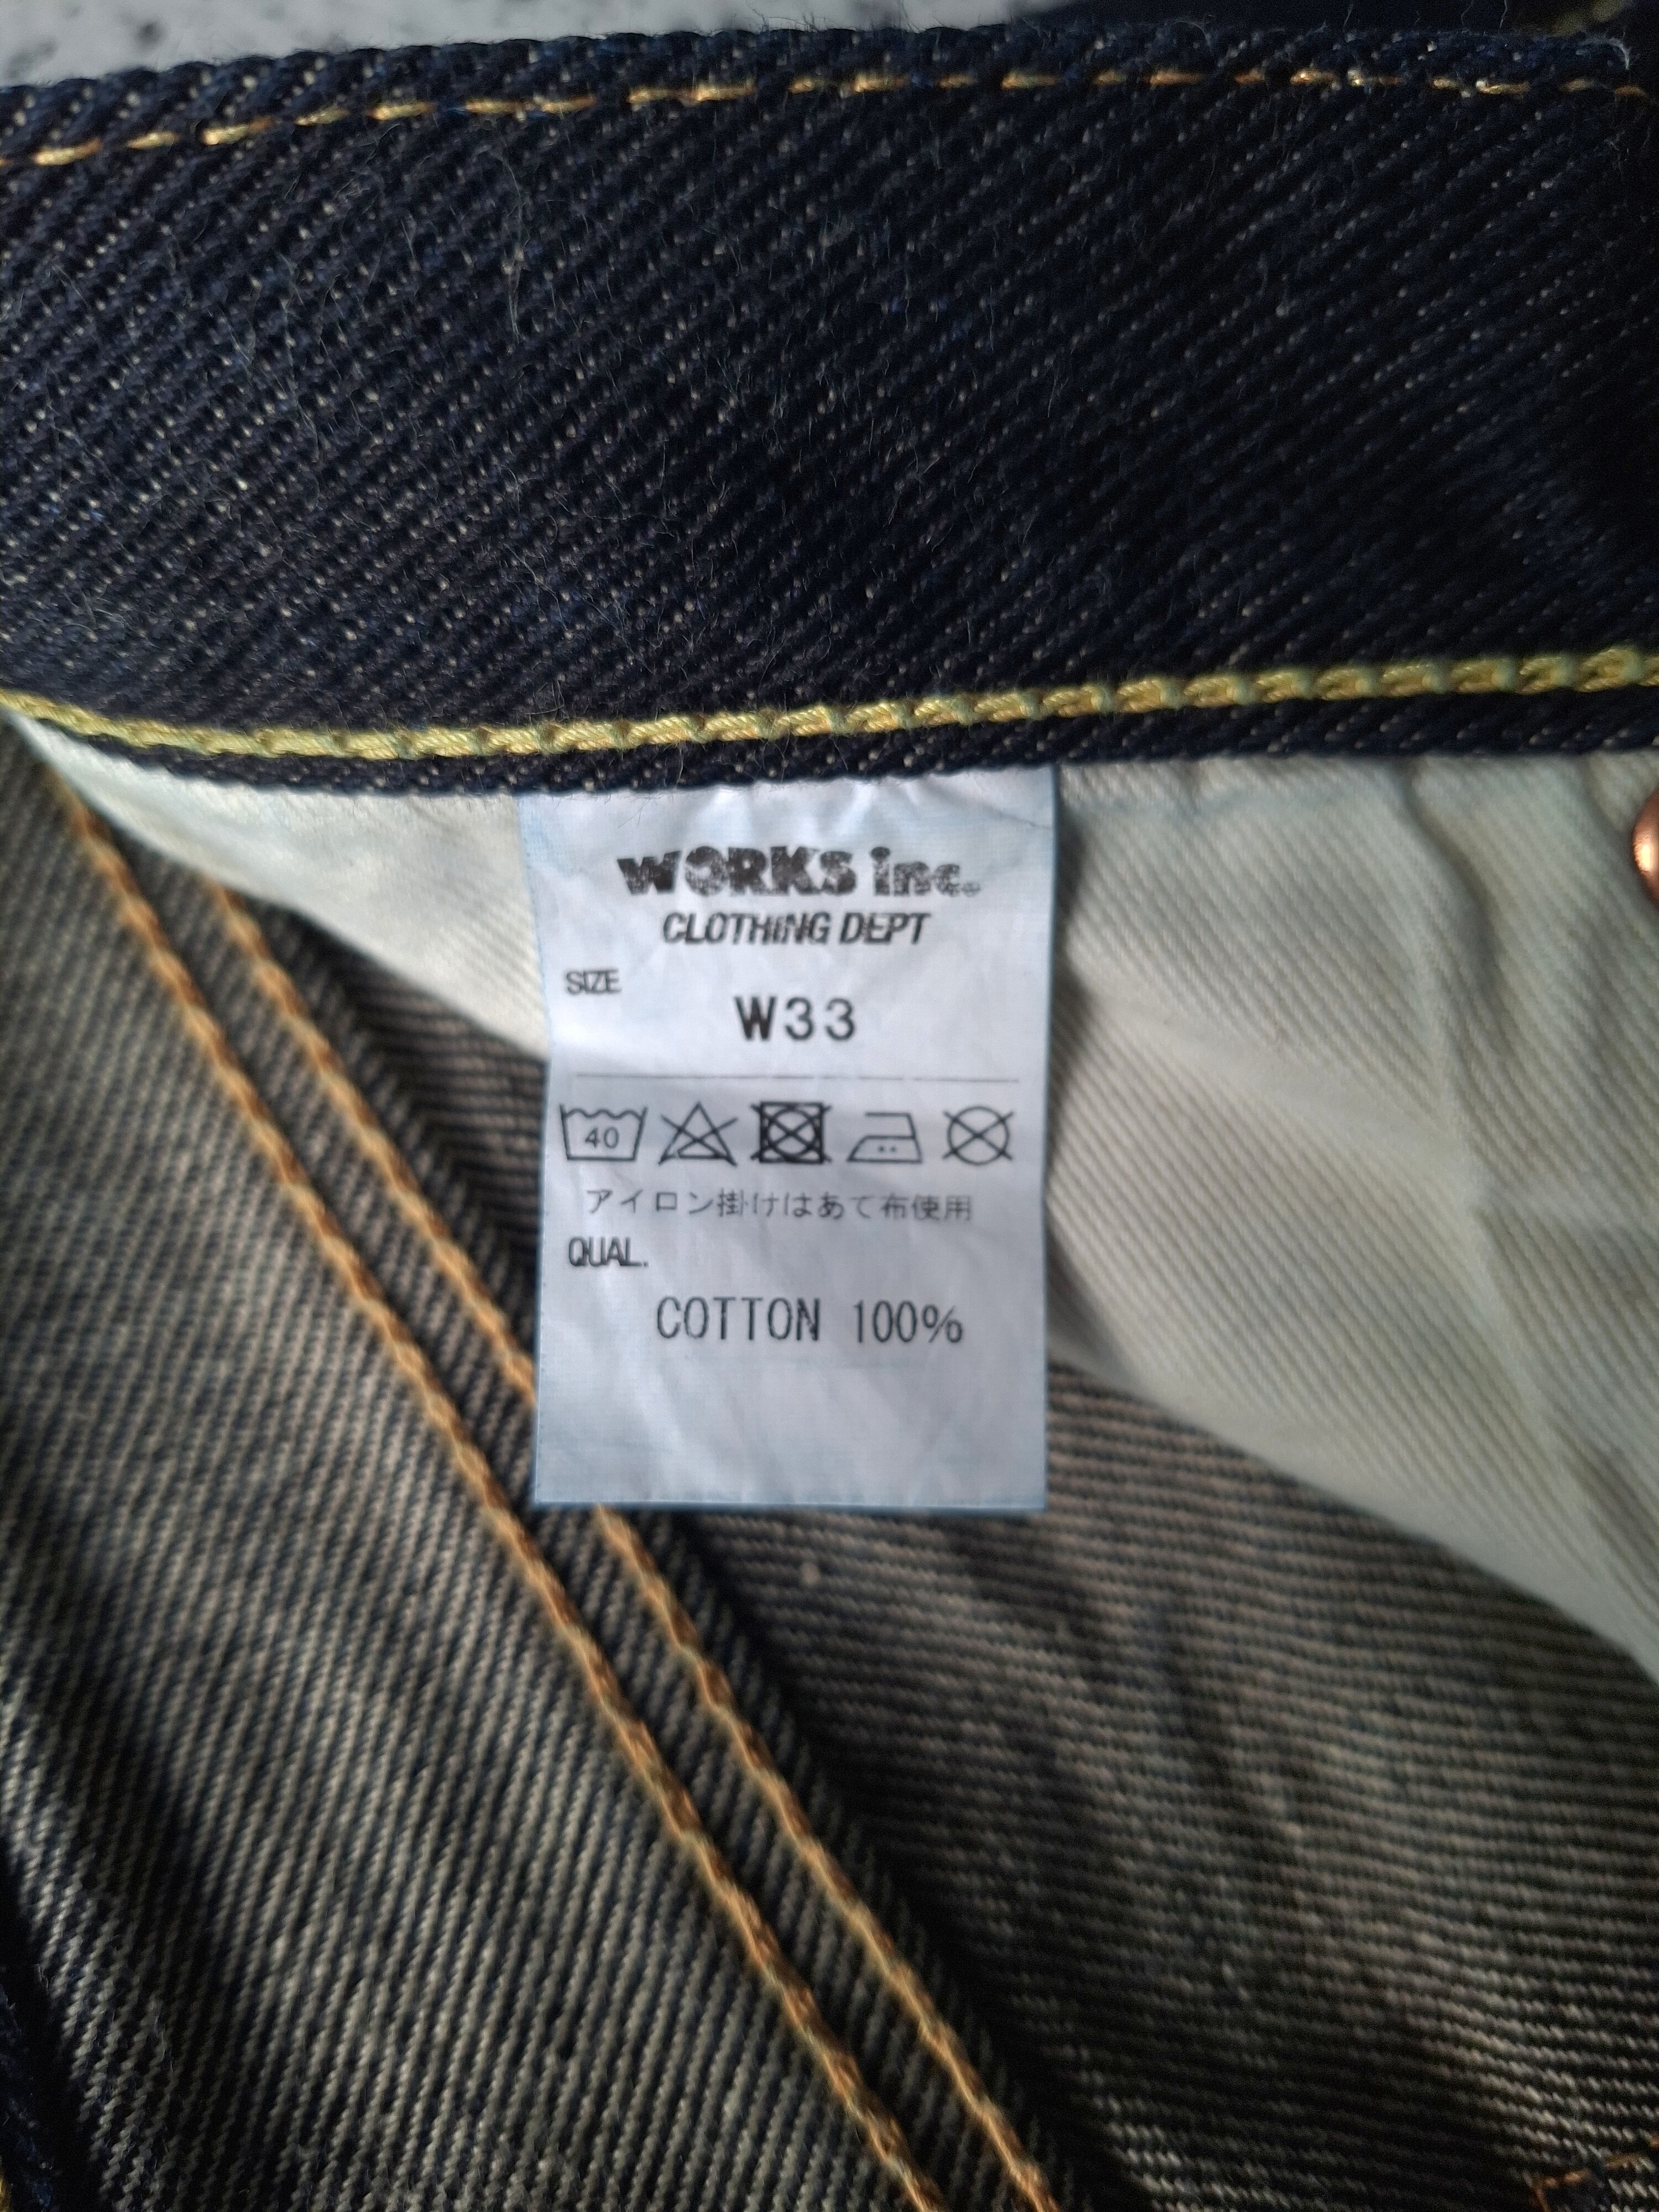 WORKS inc.
CLOTHING DEPT
SIZE
W33
40
アイロン掛けはあて布使用
QUAL.
COTTON 100%